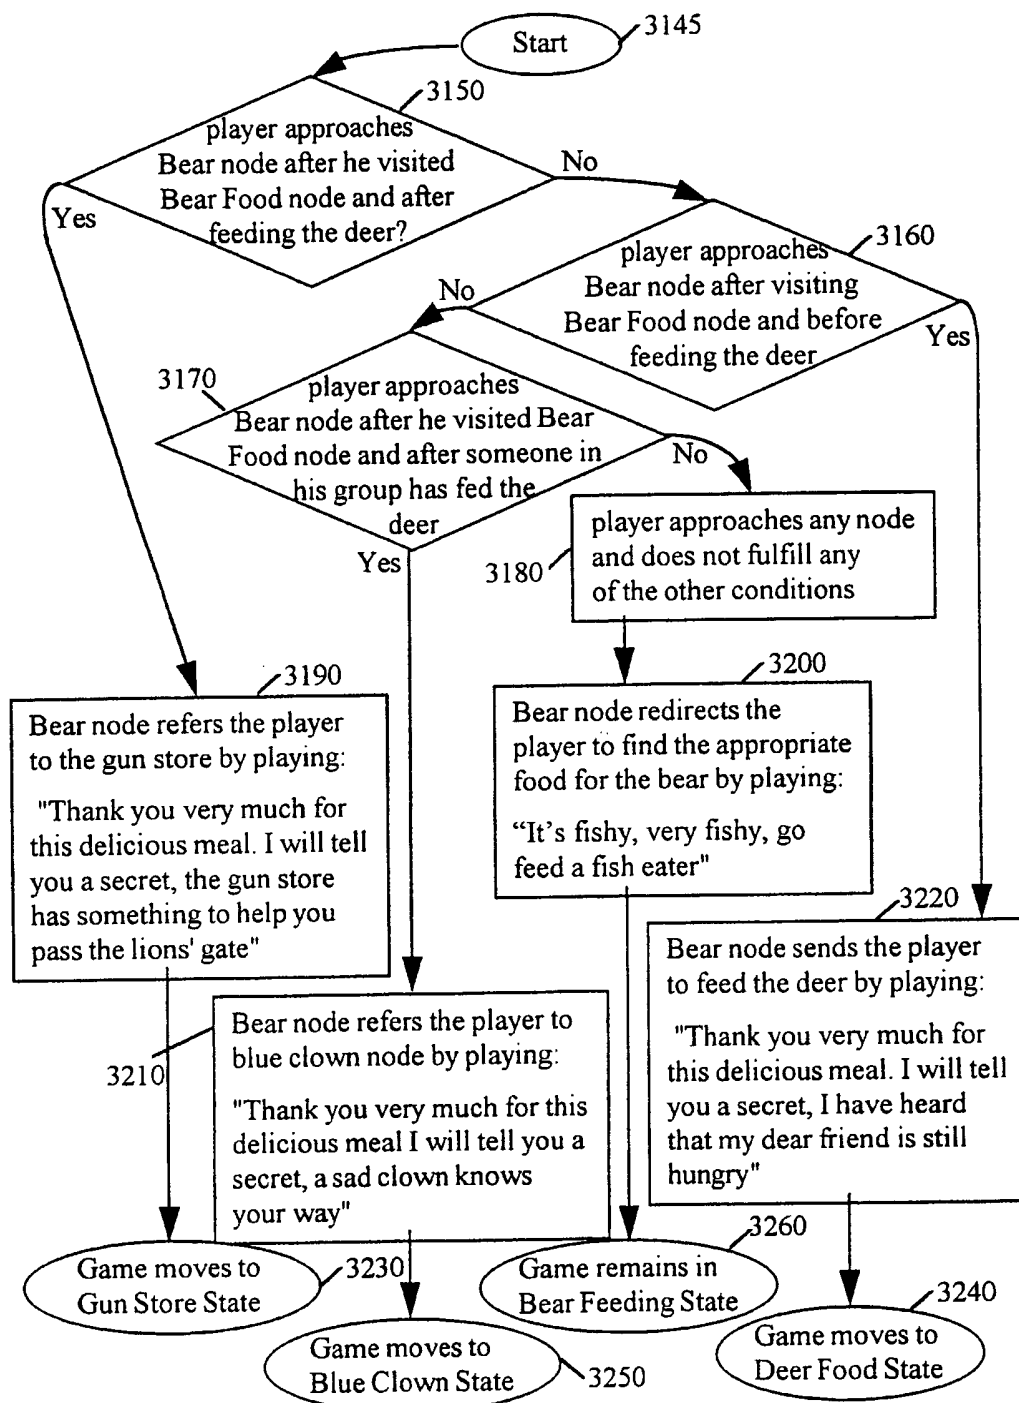 Start
3145
3150
player approaches
Bear node after he visited
Bear Food node and after
feeding the deer?
No
Yes
3160
player approaches
Bear node after visiting
Bear Food node and before
feeding the deer
No
Yes
3170
player approaches
Bear node after he visited Bear
Food node and after someone in
his group has fed the
deer
No
Yes
player approaches any node
and does not fulfill any
of the other conditions
3180
3190
Bear node refers the player
to the gun store by playing:
"Thank you very much for
this delicious meal. I will tell
you a secret, the gun store
has something to help you
pass the lions' gate"
3200
Bear node redirects the
player to find the appropriate
food for the bear by playing:
“It's fishy, very fishy, go
feed a fish eater"
3220
Bear node sends the player
to feed the deer by playing:
"Thank you very much for
this delicious meal. I will tell
you a secret, I have heard
that my dear friend is still
hungry"
3210
Bear node refers the player to
blue clown node by playing:
"Thank you very much for this
delicious meal I will tell you a
secret, a sad clown knows
your way"
Game moves to
Gun Store State
3230
3260
Game remains in
Bear Feeding State
3240
Game moves to
Deer Food State
Game moves to
Blue Clown State
3250